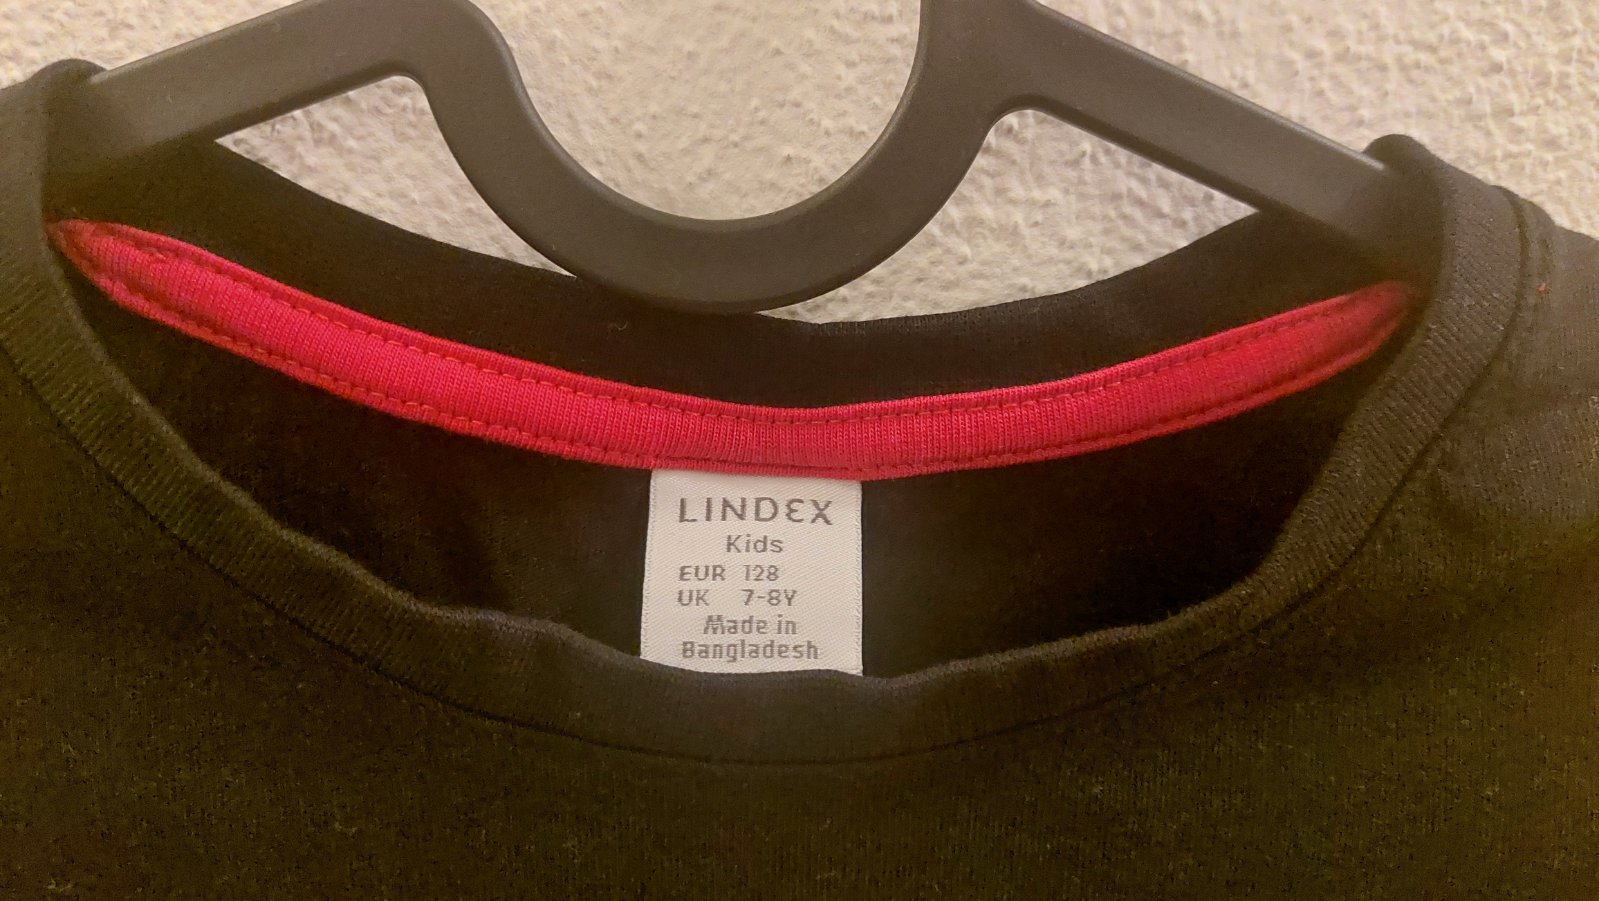 LINDEX
Kids
EUR 128
UK 7-8Y
Made in
Bangladesh